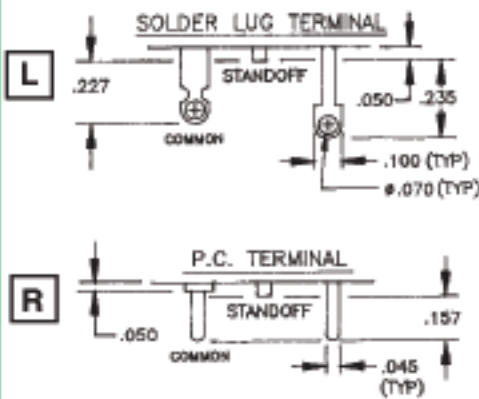 SOLDER LUG TERMINAL
L
.227
STANDOFF
.050
.235
COMMON
.100 (TYP)
ø.070 (TYP)
P.C. TERMINAL
R
STANDOFF
.050
.157
COMMON
.045
(TYP)